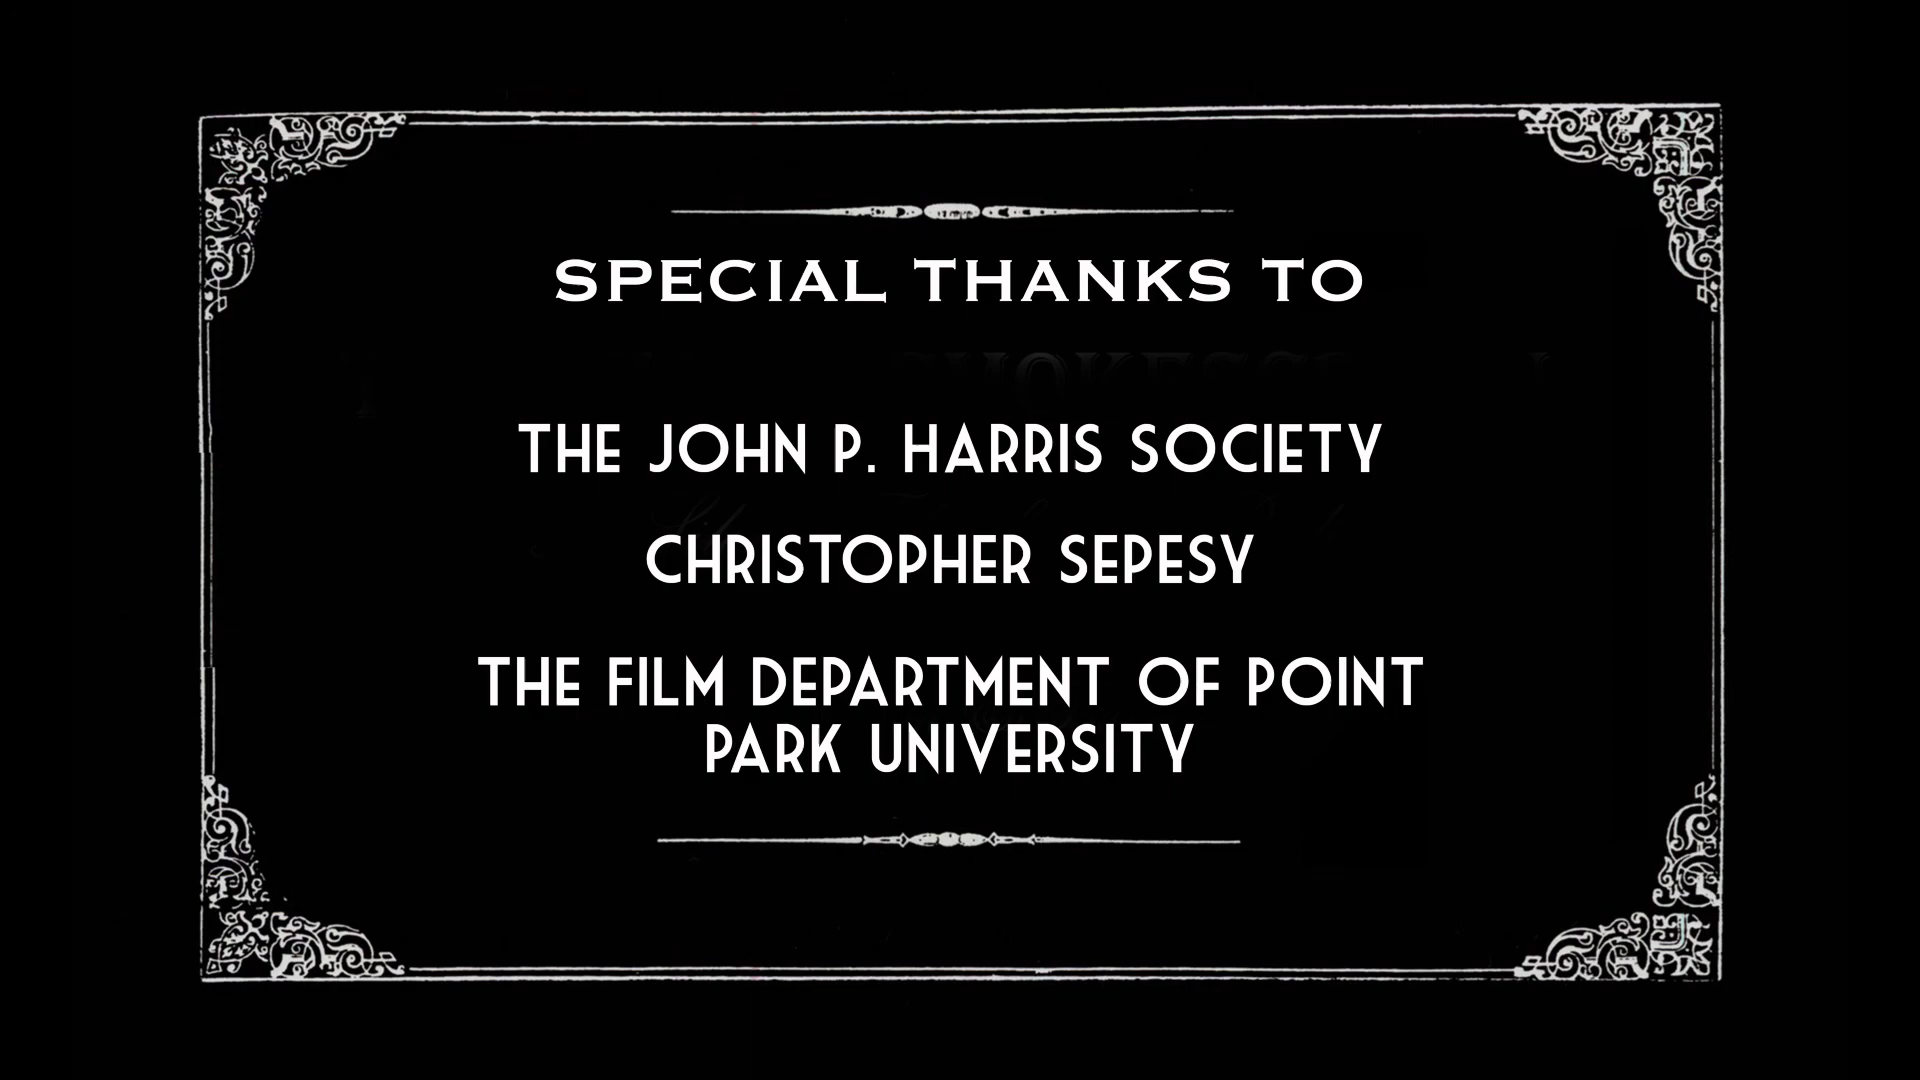 SPECIAL THANKS TO
THE JOHN P. HARRIS SOCIETY
CHRISTOPHER SEPESY
THE FILM DEPARTMENT OF POINT
PARK UNIVERSITY